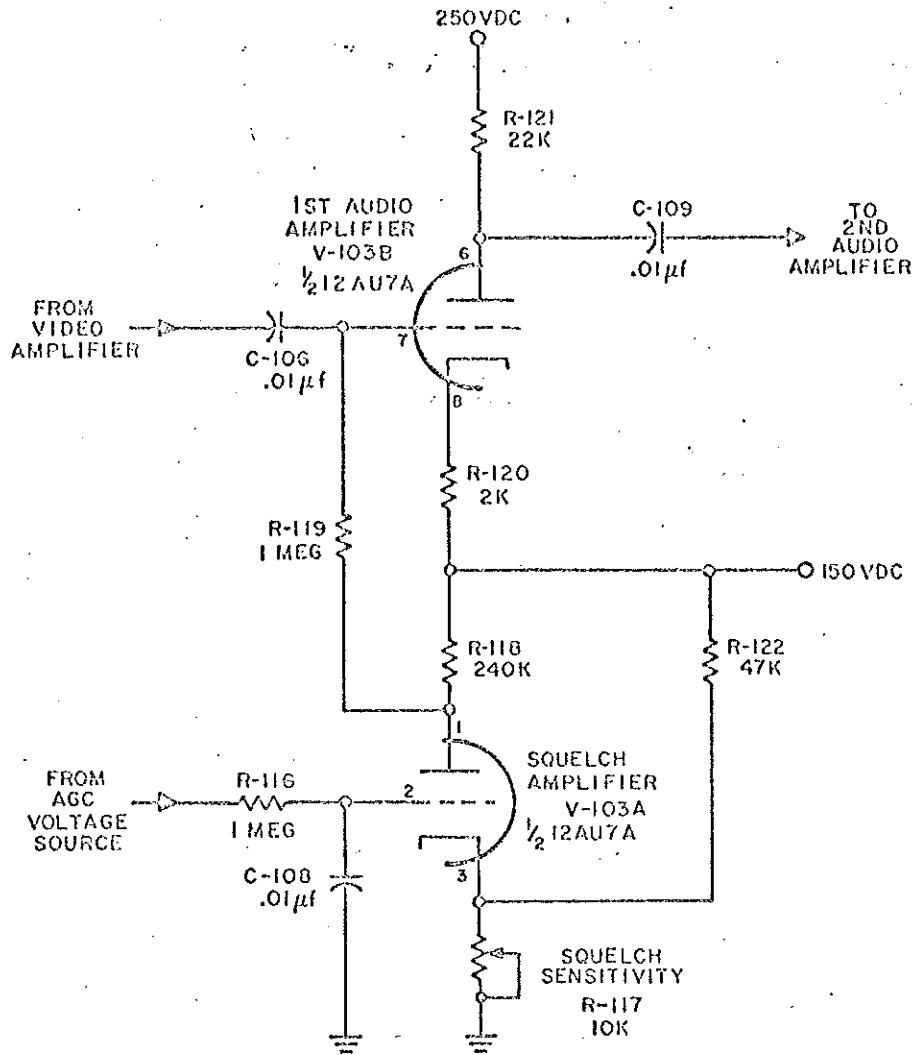 250VDC
R-121
22K
1ST AUDIO
AMPLIFIER
V-103B
½ 12AU7A
6
7
8
C-109
.01µf
TO
2ND
AUDIO
AMPLIFIER
FROM
VIDEO
AMPLIFIER
C-106
.01µf
R-120
2K
R-119
1 MEG
150VDC
R-118
240K
R-122
47K
1
2
3
SQUELCH
AMPLIFIER
V-103A
½ 12AU7A
FROM
AGC
VOLTAGE
SOURCE
R-116
1 MEG
C-108
.01µf
SQUELCH
SENSITIVITY
R-117
10K